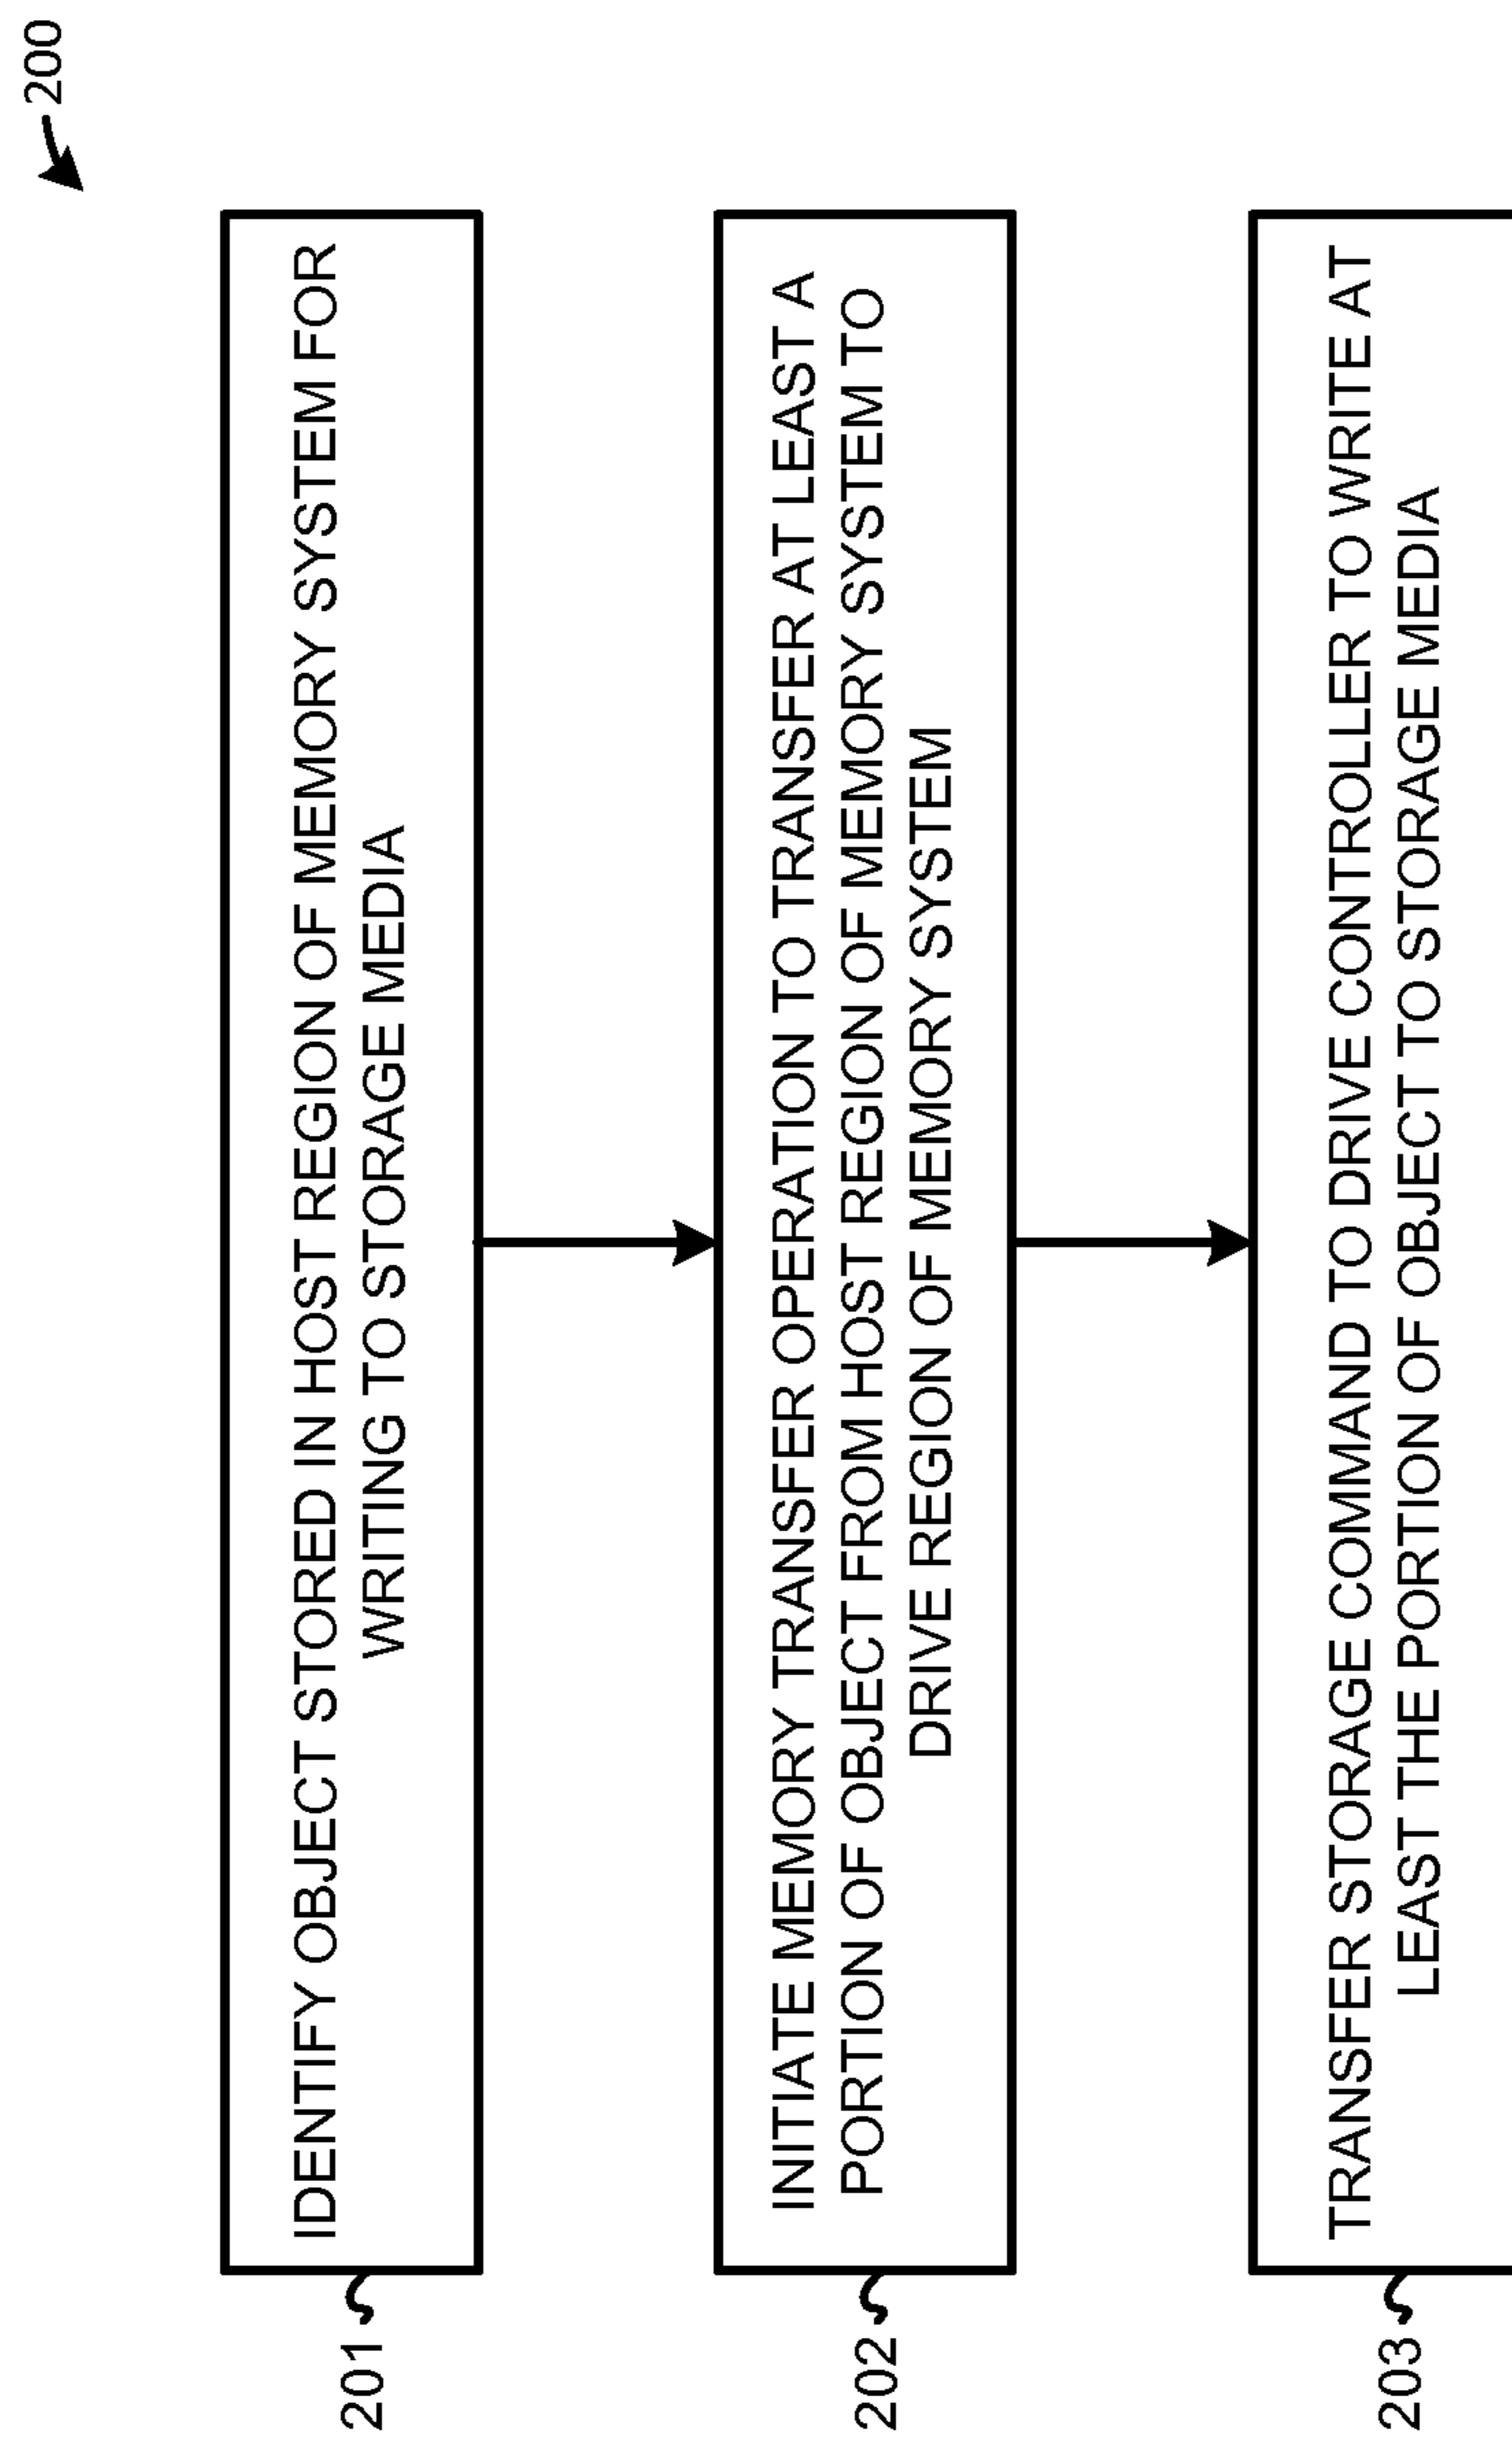 200
201
IDENTIFY OBJECT STORED IN HOST REGION OF MEMORY SYSTEM FOR
WRITING TO STORAGE MEDIA
202
INITIATE MEMORY TRANSFER OPERATION TO TRANSFER AT LEAST A
PORTION OF OBJECT FROM HOST REGION OF MEMORY SYSTEM TO
DRIVE REGION OF MEMORY SYSTEM
203
TRANSFER STORAGE COMMAND TO DRIVE CONTROLLER TO WRITE AT
LEAST THE PORTION OF OBJECT TO STORAGE MEDIA